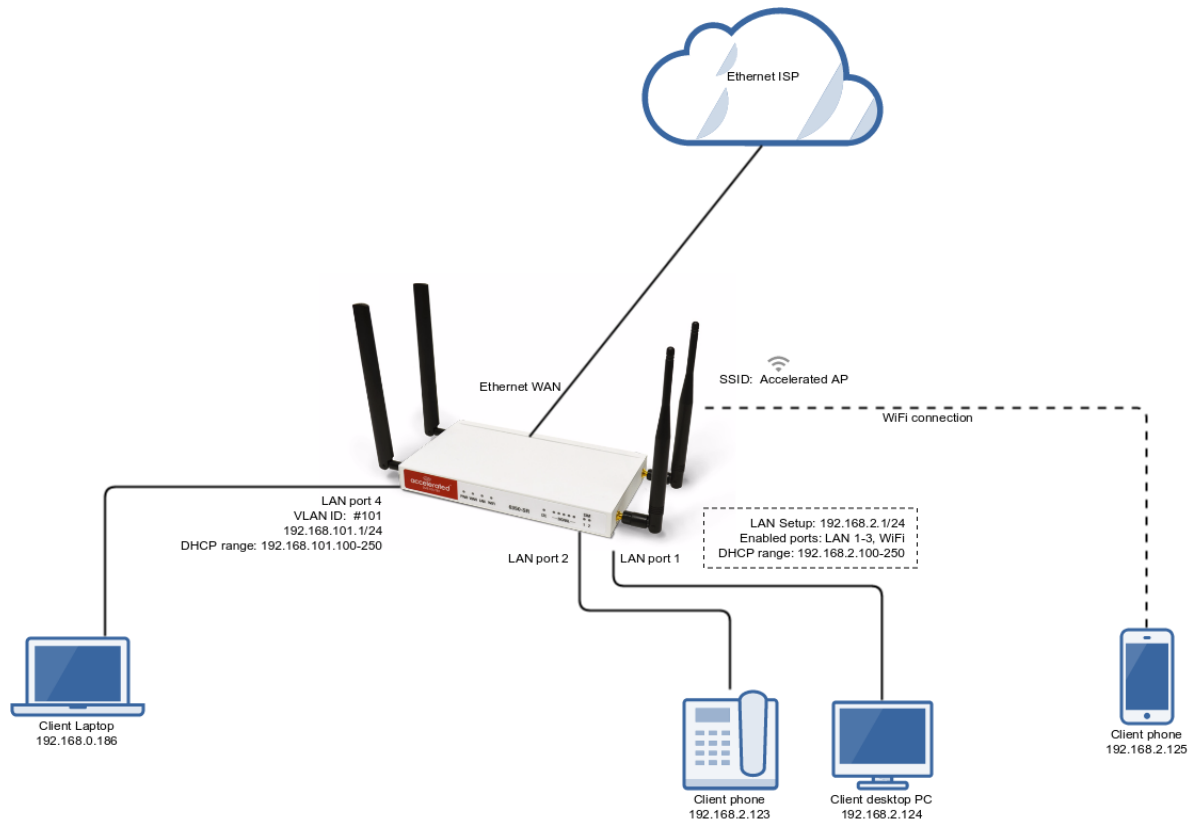 Ethernet ISP
Ethernet WAN
SSID:  Accelerated AP
WiFi connection
accelerated
6350-SR
LAN port 4
VLAN ID:  #101
192.168.101.1/24
DHCP range: 192.168.101.100-250
LAN port 2
LAN port 1
LAN Setup: 192.168.2.1/24
Enabled ports: LAN 1-3, WiFi
DHCP range: 192.168.2.100-250
Client Laptop
192.168.0.186
Client phone
192.168.2.123
Client desktop PC
192.168.2.124
Client phone
192.168.2.125